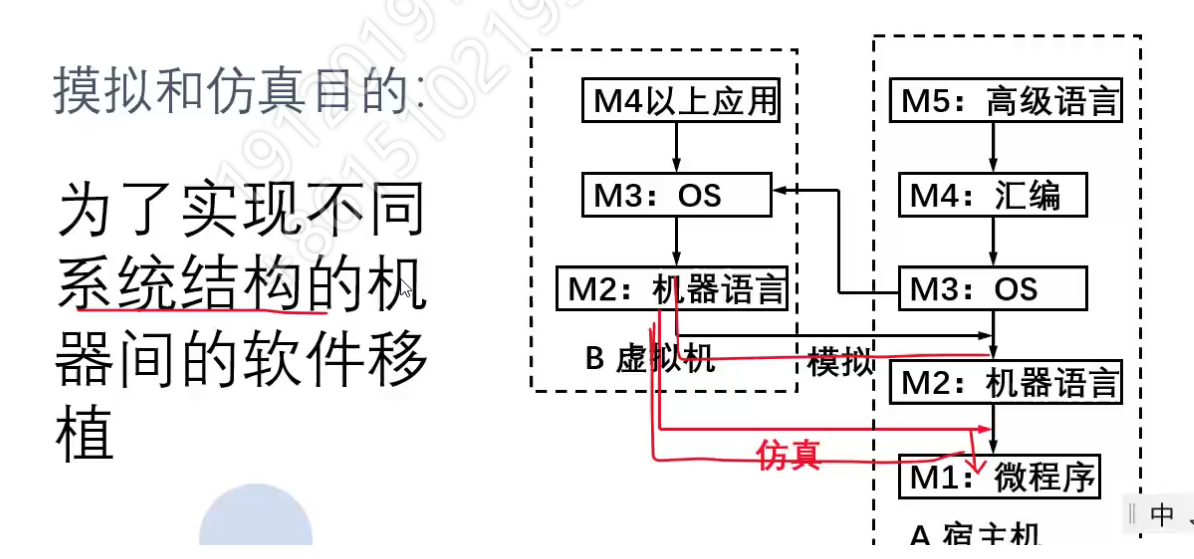 摸拟和仿真目的：
为了实现不同
系统结构的机
器间的软件移
植
M4以上应用
M3：OS
M2：机器语言
B 虚拟机
模拟
仿真
M5：高级语言
M4：汇编
M3：OS
M2：机器语言
M1：微程序
A 宿主机
中